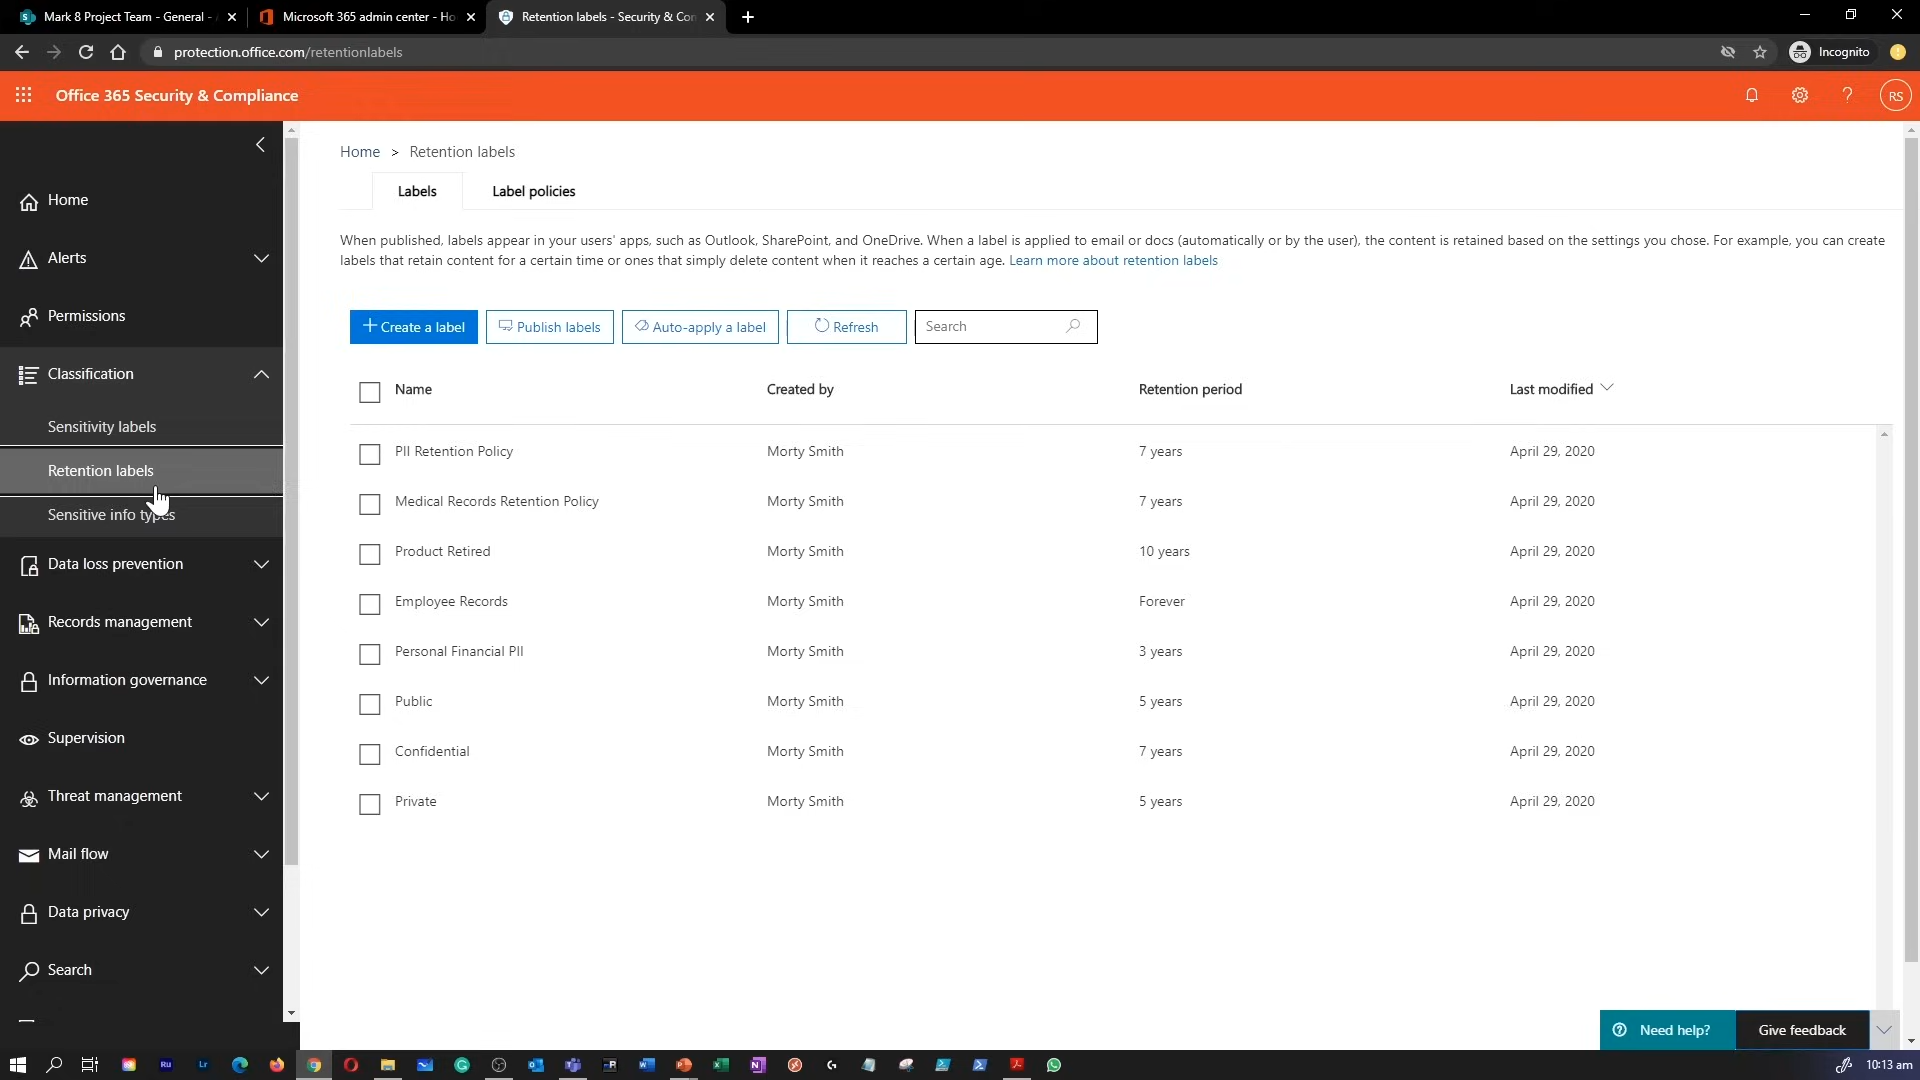 Mark 8 Project Team - General -
Microsoft 365 admin center - Ho
Retention labels - Security & Con
protection.office.com/retentionlabels
Incognito
Office 365 Security & Compliance
RS
Home
Alerts
Permissions
Classification
Sensitivity labels
Retention labels
Sensitive info types
Data loss prevention
Records management
Information governance
Supervision
Threat management
Mail flow
Data privacy
Search
Home > Retention labels
Labels Label policies
When published, labels appear in your users' apps, such as Outlook, SharePoint, and OneDrive. When a label is applied to email or docs (automatically or by the user), the content is retained based on the settings you chose. For example, you can create
labels that retain content for a certain time or ones that simply delete content when it reaches a certain age. Learn more about retention labels
+ Create a label Publish labels Auto-apply a label Refresh Search
Name Created by Retention period Last modified
PII Retention Policy Morty Smith 7 years April 29, 2020
Medical Records Retention Policy Morty Smith 7 years April 29, 2020
Product Retired Morty Smith 10 years April 29, 2020
Employee Records Morty Smith Forever April 29, 2020
Personal Financial PII Morty Smith 3 years April 29, 2020
Public Morty Smith 5 years April 29, 2020
Confidential Morty Smith 7 years April 29, 2020
Private Morty Smith 5 years April 29, 2020
Need help? Give feedback
10:13 am